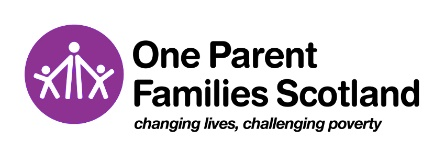 One Parent
Families Scotland
changing lives, challenging poverty